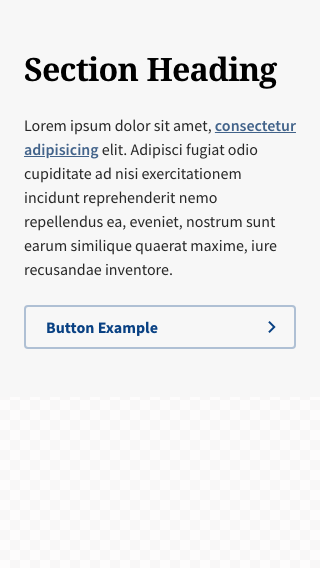 Section Heading
Lorem ipsum dolor sit amet, consectetur
adipisicing elit. Adipisci fugiat odio
cupiditate ad nisi exercitationem
incidunt reprehenderit nemo
repellendus ea, eveniet, nostrum sunt
earum similique quaerat maxime, iure
recusandae inventore.
Button Example